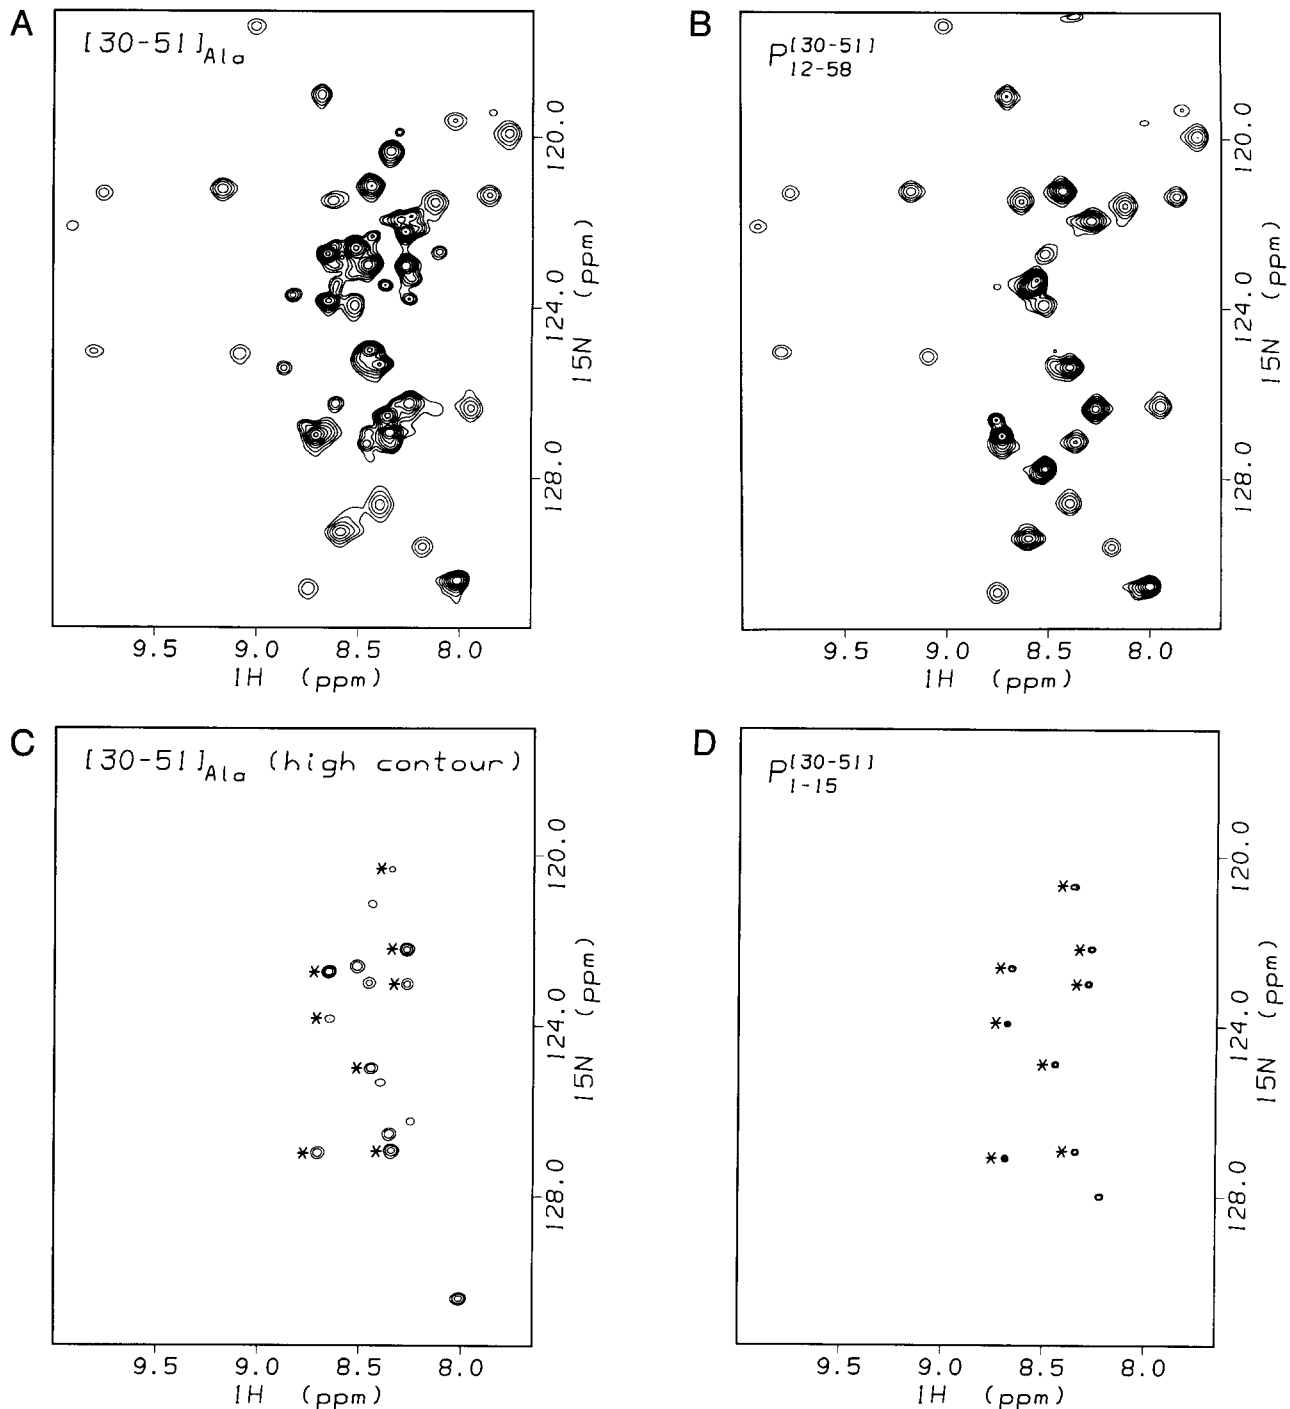 A
[30-51]Ala
120.0
124.0
128.0
15N (ppm)
9.5 9.0 8.5 8.0
1H (ppm)
B
P[30-51]
12-58
120.0
124.0
128.0
15N (ppm)
9.5 9.0 8.5 8.0
1H (ppm)
C
[30-51]Ala (high contour)
120.0
124.0
128.0
15N (ppm)
9.5 9.0 8.5 8.0
1H (ppm)
D
P[30-51]
1-15
120.0
124.0
128.0
15N (ppm)
9.5 9.0 8.5 8.0
1H (ppm)